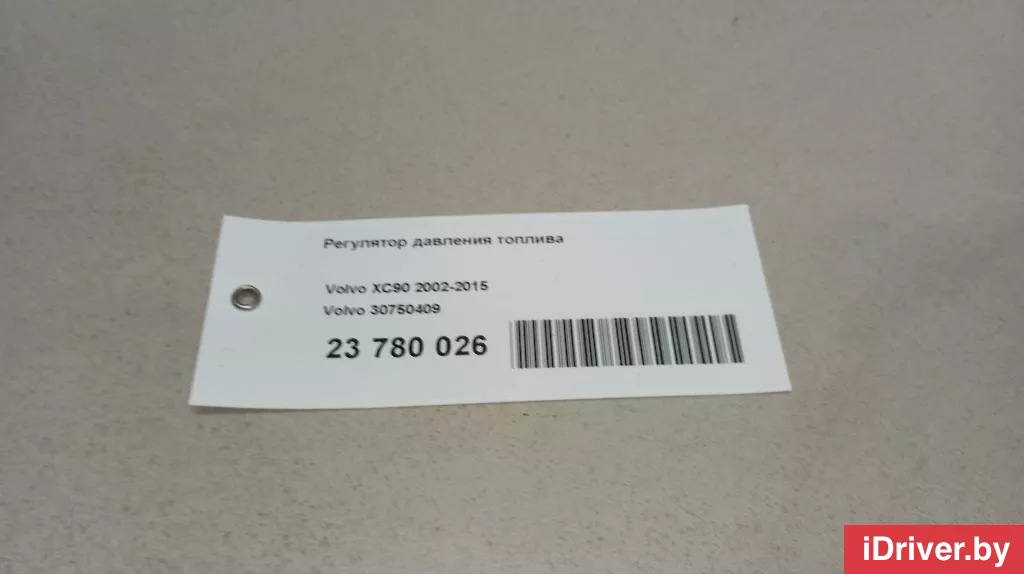 Регулятор давления топлива
Volvo XC90 2002-2015
Volvo 30750409
23 780 026
iDriver.by